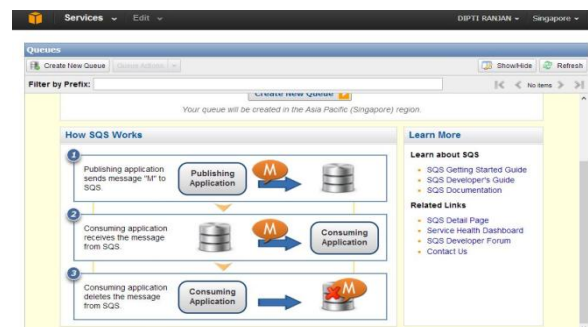 Services Edit DIPTI RANJAN Singapore
Queues
Create New Queue Queue Actions Show/Hide Refresh
Filter by Prefix: No items
Create New Queue
Your queue will be created in the Asia Pacific (Singapore) region.
How SQS Works
1
Publishing application
sends message "M" to
SQS.
Publishing
Application
M
2
Consuming application
receives the message
from SQS.
M
Consuming
Application
3
Consuming application
deletes the message
from SQS.
Consuming
Application
M
Learn More
Learn about SQS
SQS Getting Started Guide
SQS Developer's Guide
SQS Documentation
Related Links
SQS Detail Page
Service Health Dashboard
SQS Developer Forum
Contact Us